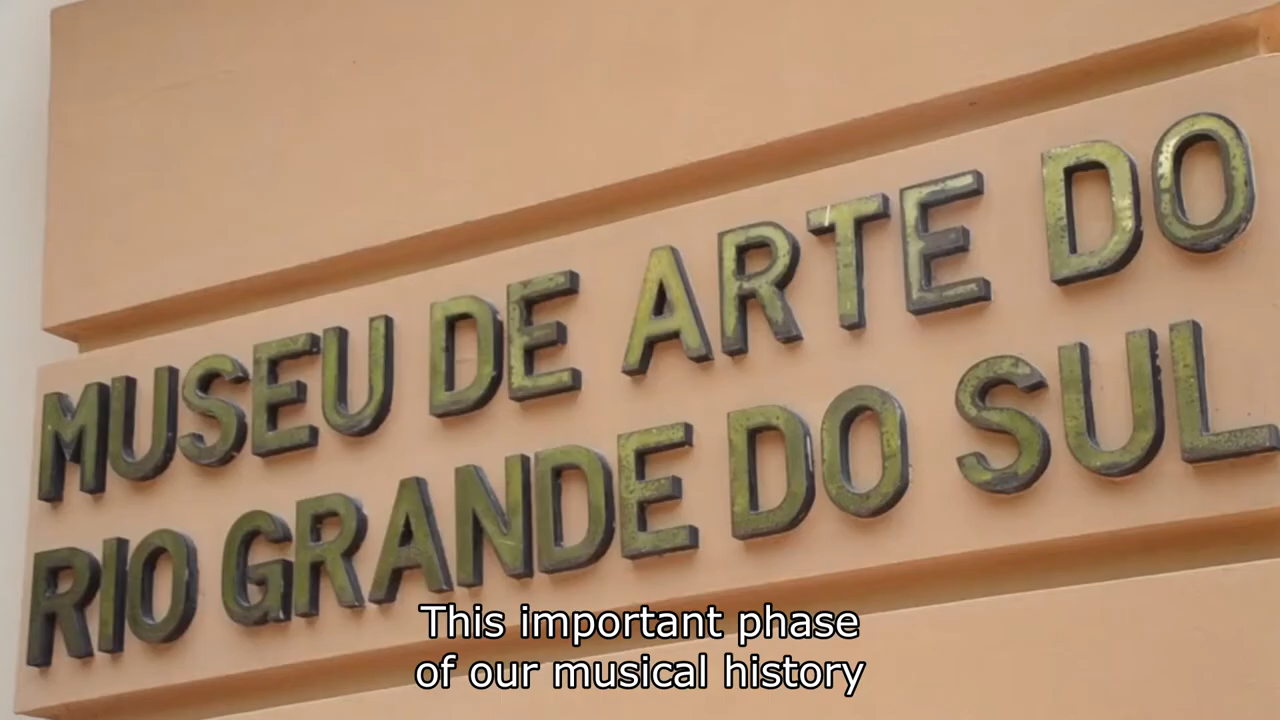 MUSEU DE ARTE DO
RIO GRANDE DO SUL
This important phase
of our musical history